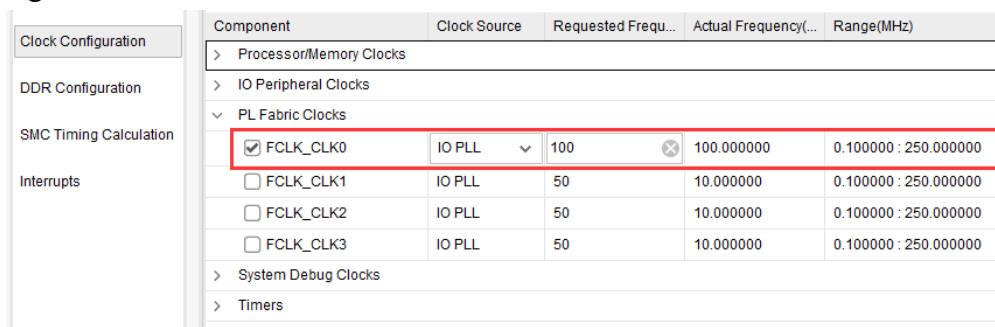 Clock Configuration
DDR Configuration
SMC Timing Calculation
Interrupts
Component Clock Source Requested Frequ... Actual Frequency(... Range(MHz)
> Processor/Memory Clocks
> IO Peripheral Clocks
PL Fabric Clocks
FCLK_CLK0 IO PLL 100 100.000000 0.100000 : 250.000000
FCLK_CLK1 IO PLL 50 10.000000 0.100000 : 250.000000
FCLK_CLK2 IO PLL 50 10.000000 0.100000 : 250.000000
FCLK_CLK3 IO PLL 50 10.000000 0.100000 : 250.000000
> System Debug Clocks
> Timers